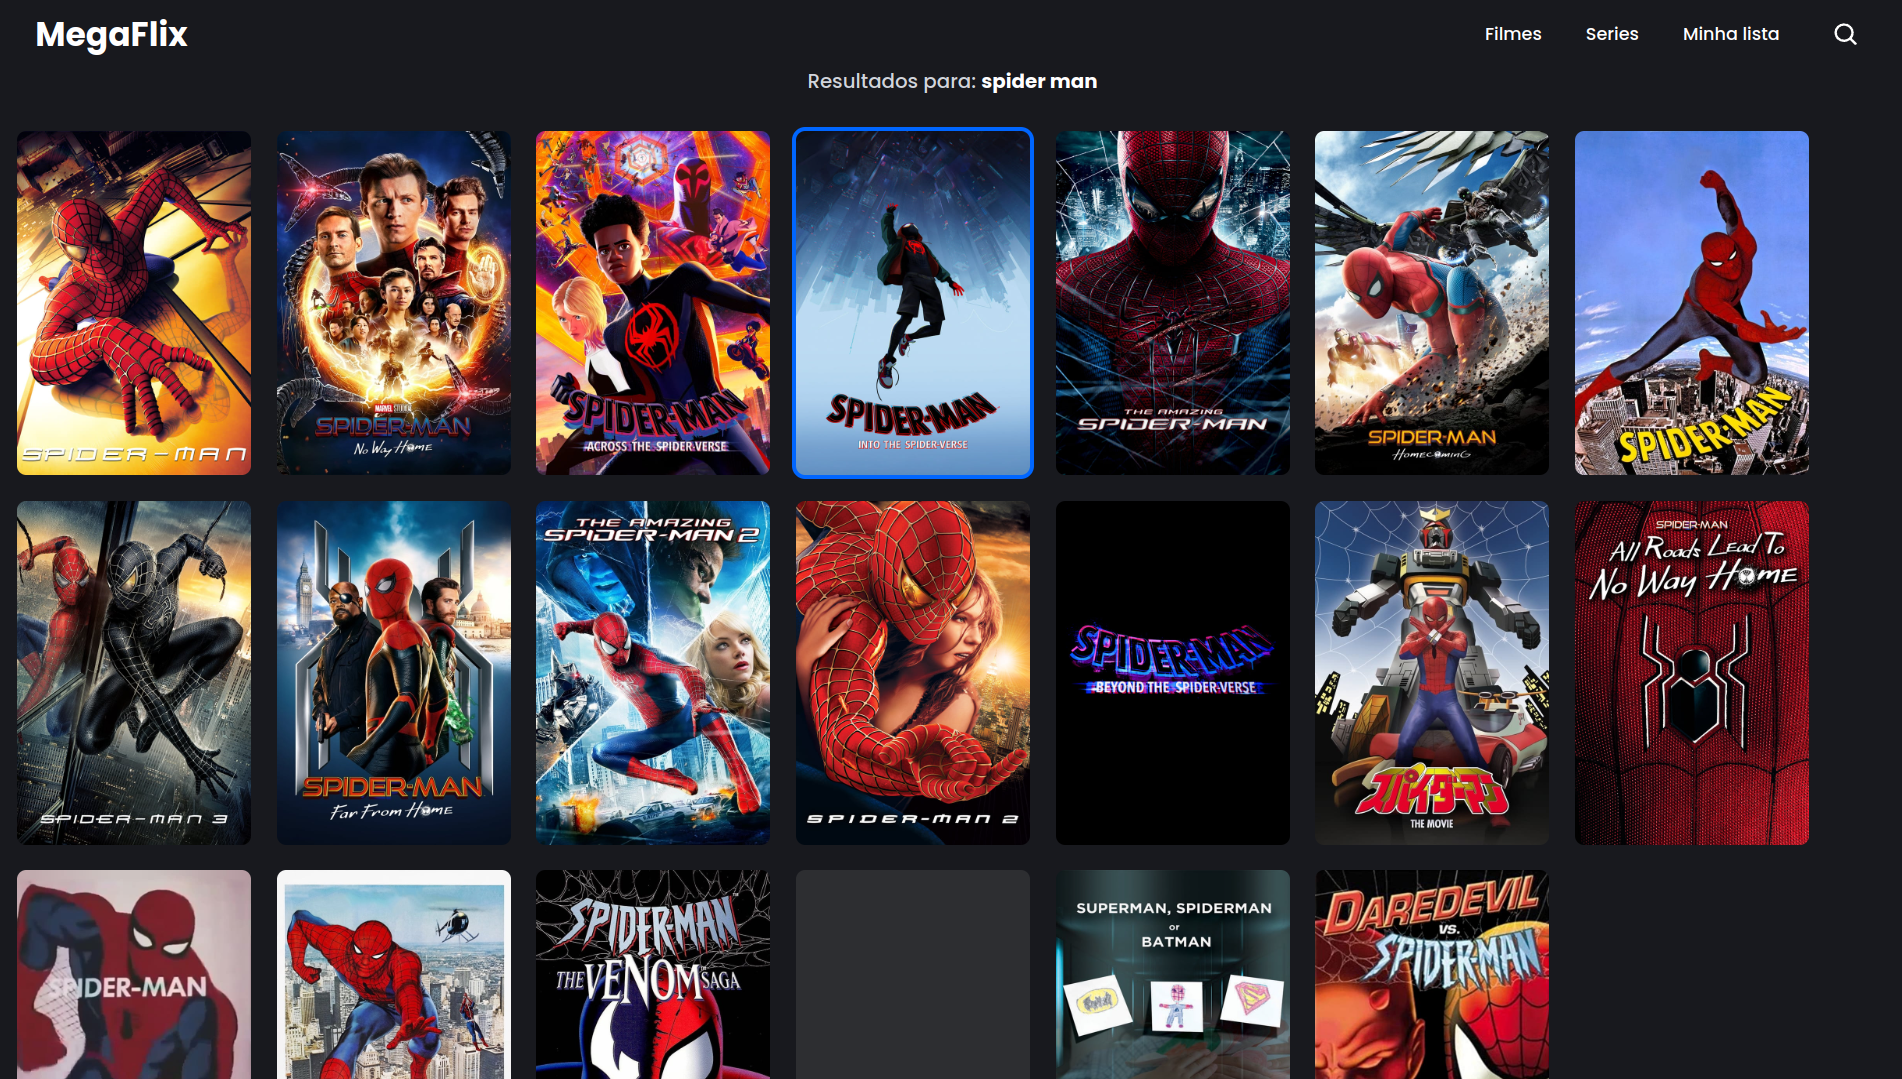 MegaFlix
Filmes Series Minha lista
Resultados para: spider man
SPIDER-MAN
MARVEL STUDIOS
SPIDER-MAN
No Way Home
SPIDER-MAN
ACROSS THE SPIDER-VERSE
SPIDER-MAN
INTO THE SPIDER-VERSE
THE AMAZING
SPIDER-MAN
SPIDER-MAN
HOMECOMING
SPIDER-MAN
SPIDER-MAN 3
SPIDER-MAN
Far From Home
THE AMAZING
SPIDER-MAN 2
SPIDER-MAN 2
SPIDER-MAN
BEYOND THE SPIDER-VERSE
スパイダーマン
THE MOVIE
SPIDER-MAN
All Roads Lead To
No Way Home
SPIDER-MAN
SPIDER-MAN
THE VENOM SAGA
SUPERMAN, SPIDERMAN
or
BATMAN
DAREDEVIL
VS.
SPIDER-MAN